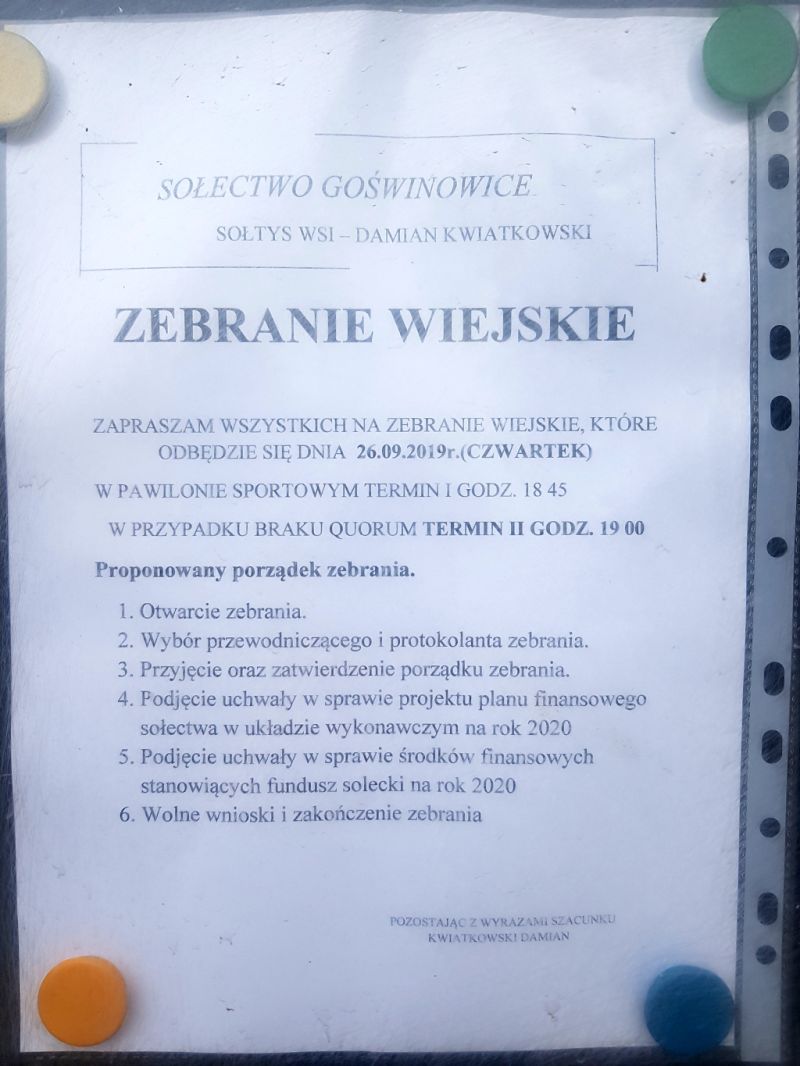 SOŁECTWO GOŚWINOWICE
SOŁTYS WSI – DAMIAN KWIATKOWSKI
ZEBRANIE WIEJSKIE
ZAPRASZAM WSZYSTKICH NA ZEBRANIE WIEJSKIE, KTÓRE
ODBĘDZIE SIĘ DNIA 26.09.2019r.(CZWARTEK)
W PAWILONIE SPORTOWYM TERMIN I GODZ. 18 45
W PRZYPADKU BRAKU QUORUM TERMIN II GODZ. 19 00
Proponowany porządek zebrania.
1. Otwarcie zebrania.
2. Wybór przewodniczącego i protokolanta zebrania.
3. Przyjęcie oraz zatwierdzenie porządku zebrania.
4. Podjęcie uchwały w sprawie projektu planu finansowego
sołectwa w układzie wykonawczym na rok 2020
5. Podjęcie uchwały w sprawie środków finansowych
stanowiących fundusz solecki na rok 2020
6. Wolne wnioski i zakończenie zebrania
POZOSTAJĄC Z WYRAZAMI SZACUNKU
KWIATKOWSKI DAMIAN